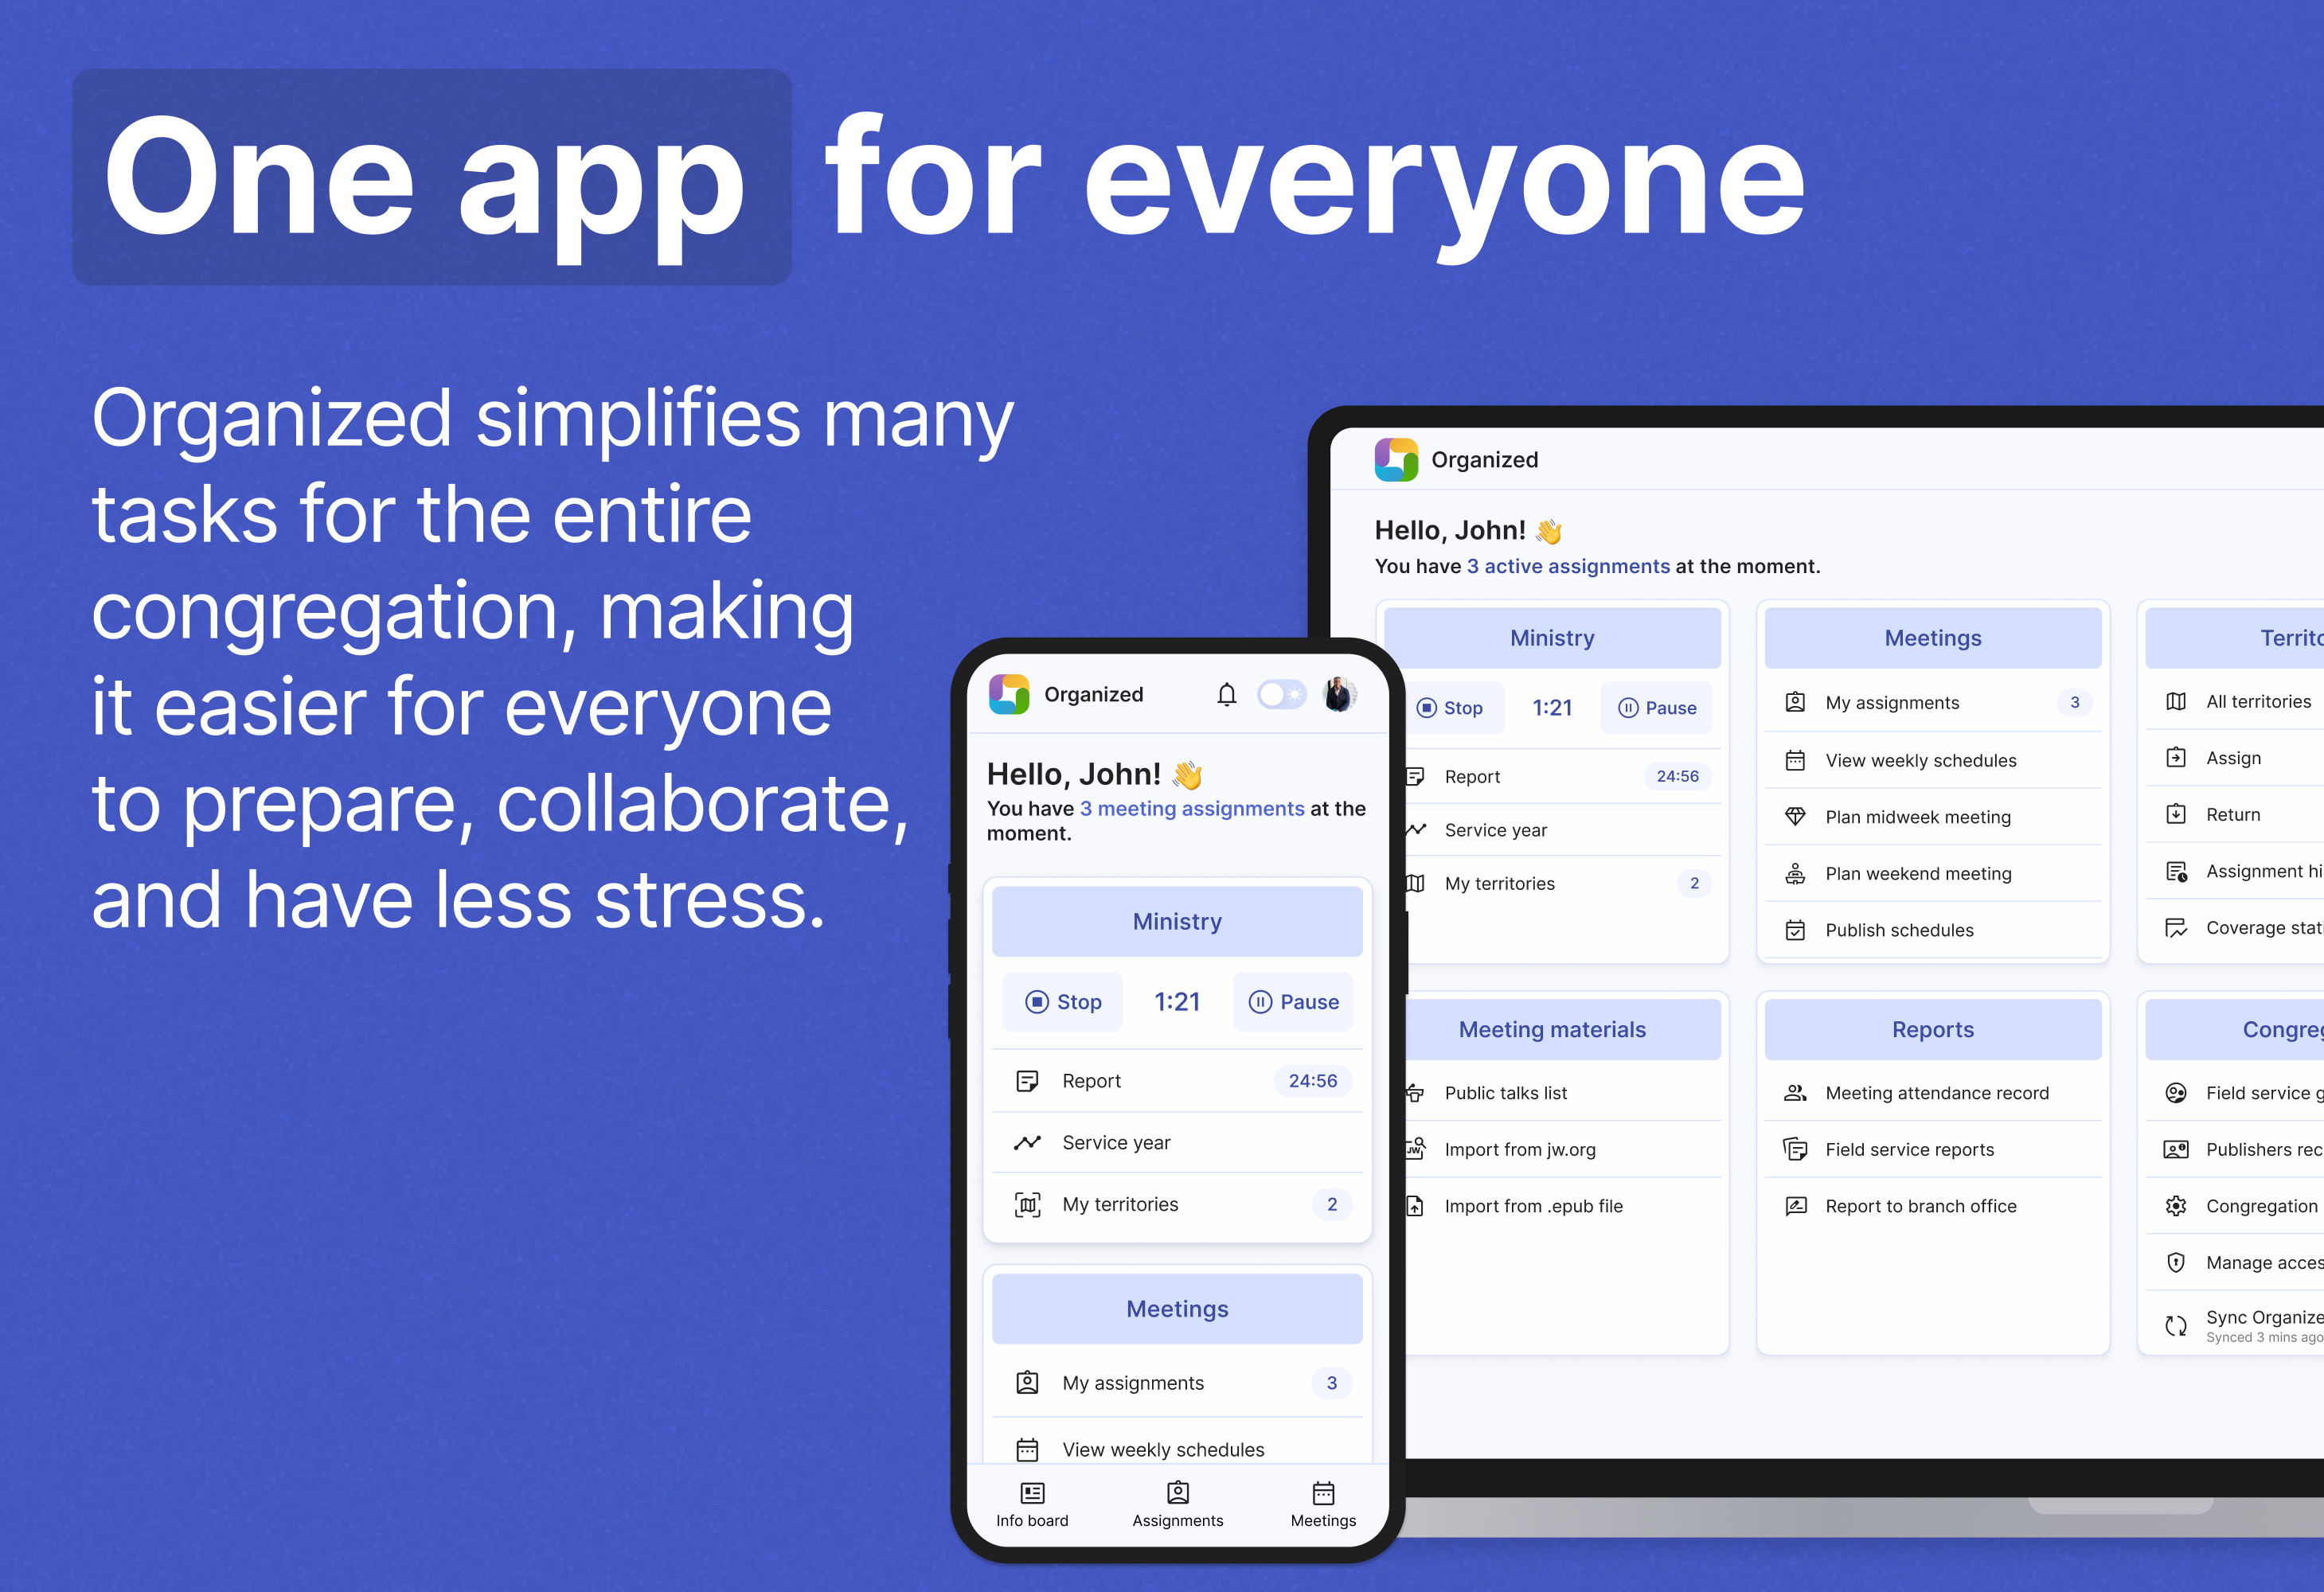 One app for everyone
Organized simplifies many
tasks for the entire
congregation, making
it easier for everyone
to prepare, collaborate,
and have less stress.
Organized
Hello, John! 👋
You have 3 meeting assignments at the
moment.
Ministry
Stop 1:21 Pause
Report 24:56
Service year
My territories 2
Meetings
My assignments 3
View weekly schedules
Info board Assignments Meetings
Organized
Hello, John! 👋
You have 3 active assignments at the moment.
Ministry
Stop 1:21 Pause
Report 24:56
Service year
My territories 2
Meetings
My assignments 3
View weekly schedules
Plan midweek meeting
Plan weekend meeting
Publish schedules
All territories
Assign
Return
Assignment
Coverage
Meeting materials
Public talks list
JW Import from jw.org
Import from .epub file
Reports
Meeting attendance record
Field service reports
Report to branch office
Field service
Publishers
Congregation
Manage
Sync
Synced 3 mins ago